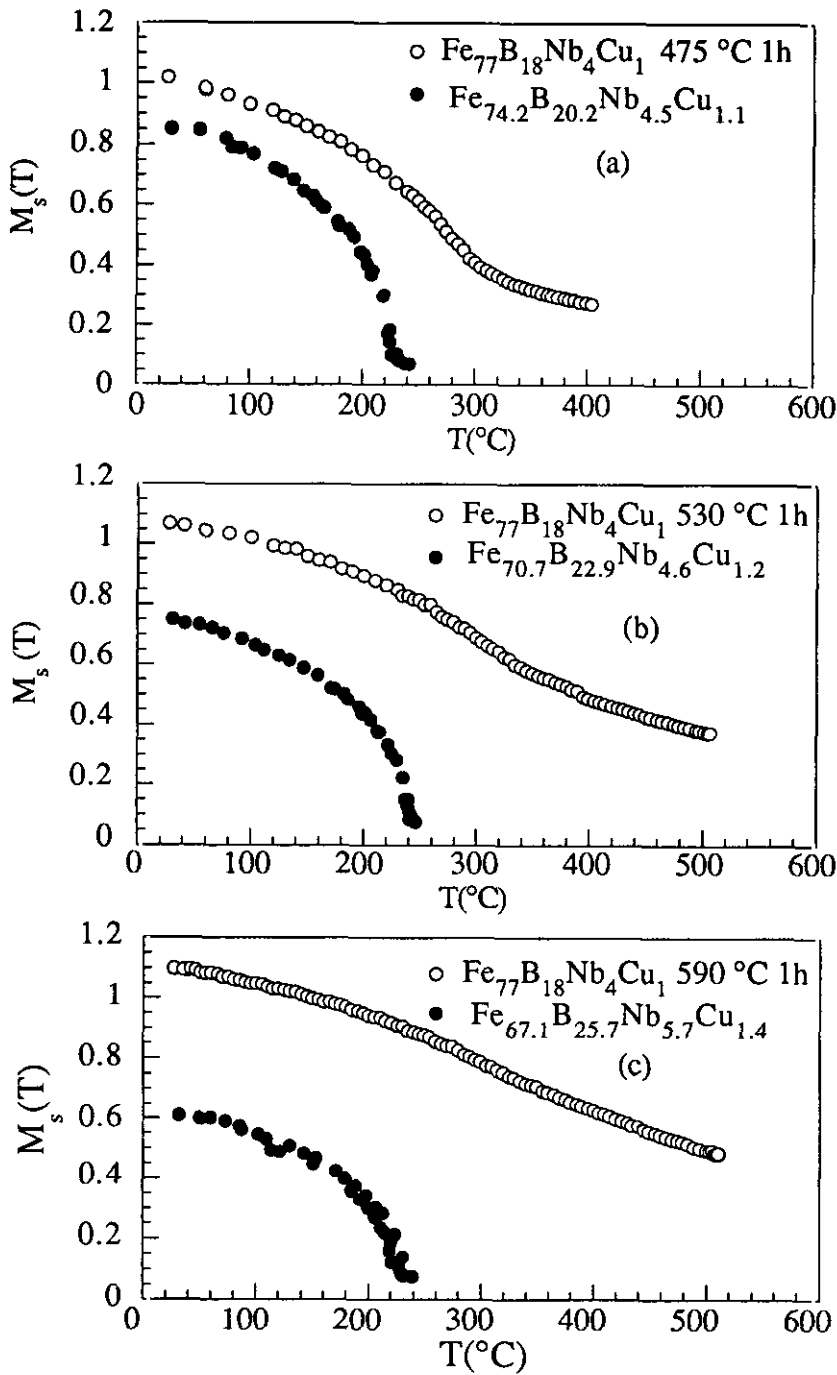 1.2
○ Fe₇₇B₁₈Nb₄Cu₁ 475 °C 1h
1
● Fe₇₄.₂B₂₀.₂Nb₄.₅Cu₁.₁
0.8
(a)
M_s(T)
0.6
0.4
0.2
0
0 100 200 300 400 500 600
T(°C)
1.2
○ Fe₇₇B₁₈Nb₄Cu₁ 530 °C 1h
1
● Fe₇₀.₇B₂₂.₉Nb₄.₆Cu₁.₂
0.8
(b)
M_s(T)
0.6
0.4
0.2
0
0 100 200 300 400 500 600
T(°C)
1.2
○ Fe₇₇B₁₈Nb₄Cu₁ 590 °C 1h
1
● Fe₆₇.₁B₂₅.₇Nb₅.₇Cu₁.₄
0.8
(c)
M_s(T)
0.6
0.4
0.2
0
0 100 200 300 400 500 600
T(°C)